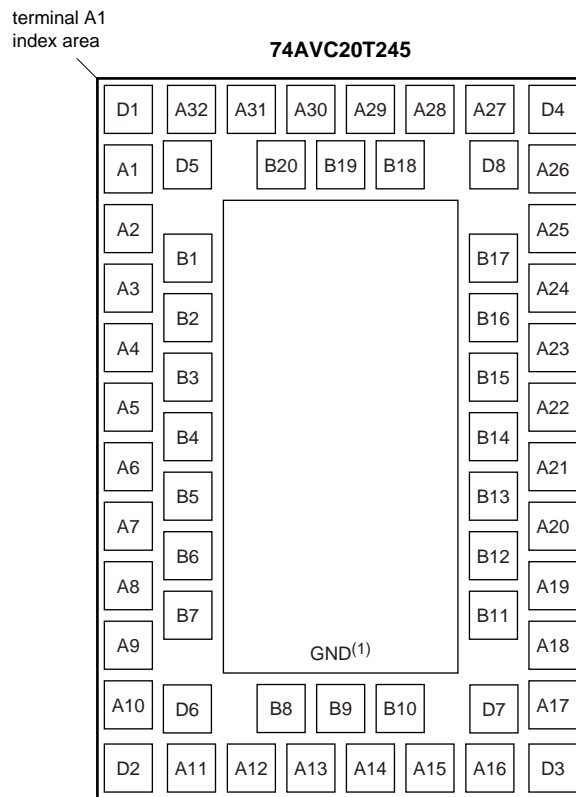 terminal A1
index area
74AVC20T245
D1 A32 A31 A30 A29 A28 A27 D4
A1 D5 B20 B19 B18 D8 A26
A2 A25
B1 B17
A3 A24
B2 B16
A4 A23
B3 B15
A5 A22
B4 B14
A6 A21
B5 B13
A7 A20
B6 B12
A8 A19
B7 B11
A9 GND(1) A18
A10 D6 B8 B9 B10 D7 A17
D2 A11 A12 A13 A14 A15 A16 D3